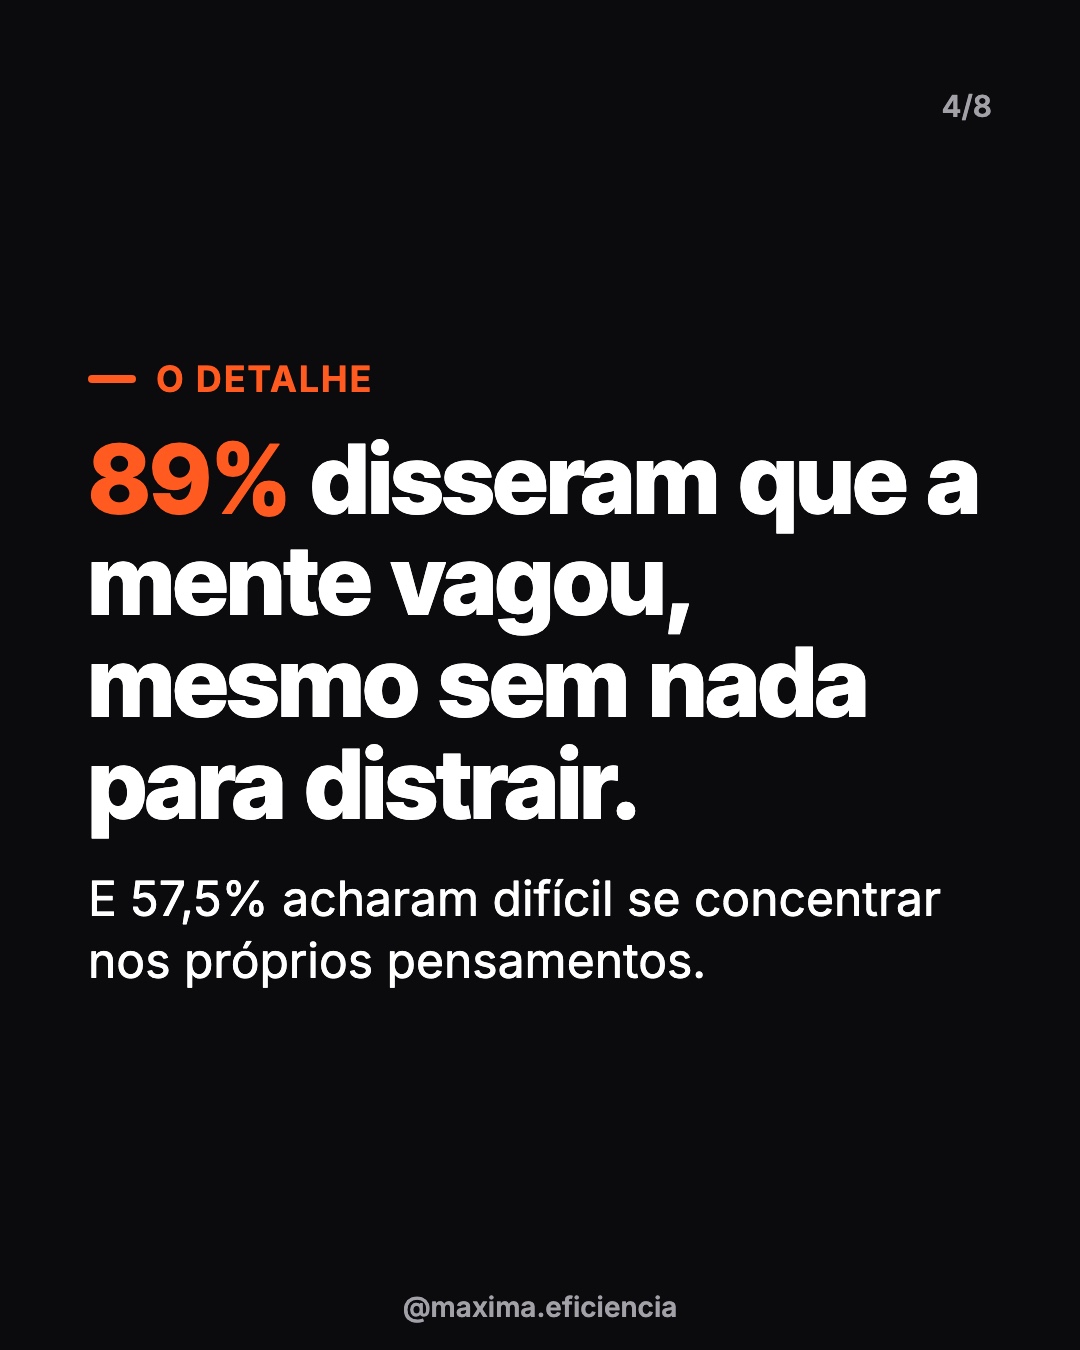 4/8
O DETALHE
89% disseram que a
mente vagou,
mesmo sem nada
para distrair.
E 57,5% acharam difícil se concentrar
nos próprios pensamentos.
@maxima.eficiencia